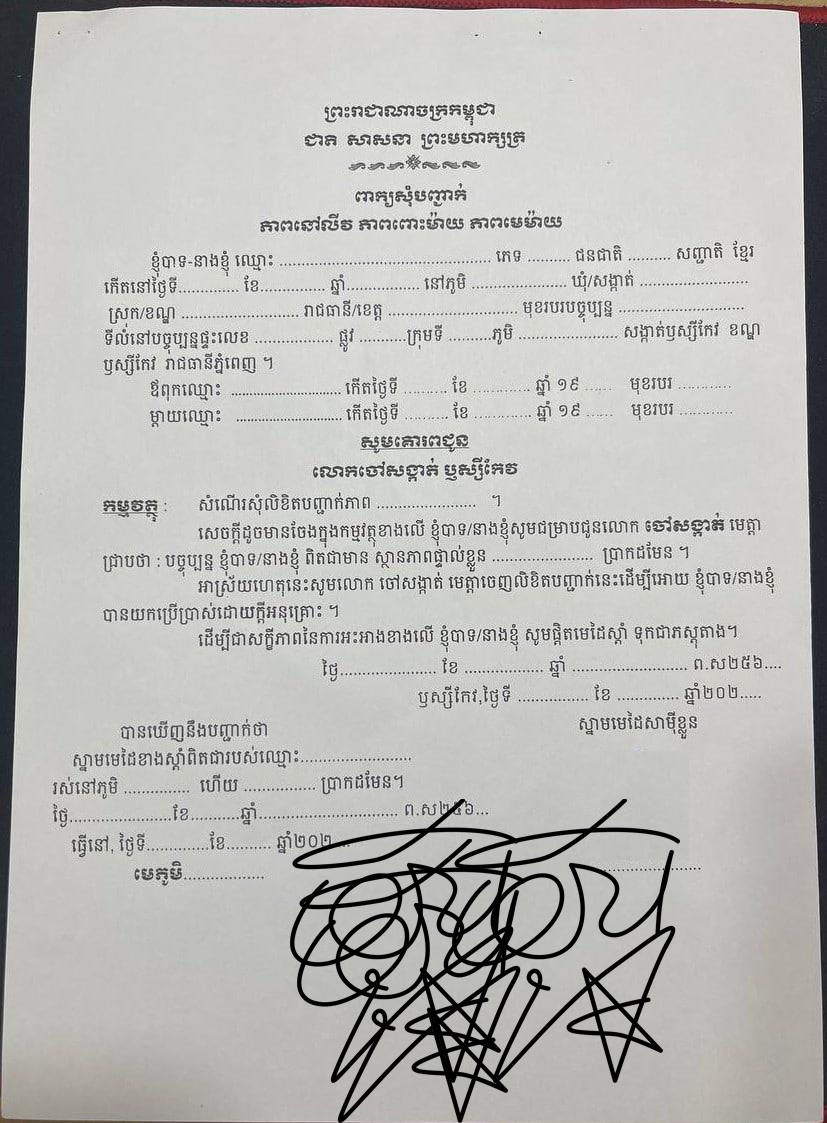 ព្រះរាជាណាចក្រកម្ពុជា
ជាតិ សាសនា ព្រះមហាក្សត្រ
ពាក្យសុំបញ្ជាក់
ភាពនៅលីវ ភាពពោះម៉ាយ ភាពមេម៉ាយ
ខ្ញុំបាទ-នាងខ្ញុំ ឈ្មោះ ........................................... ភេទ .......... ជនជាតិ .......... សញ្ជាតិ ខ្មែរ
កើតនៅថ្ងៃទី.............. ខែ............... ឆ្នាំ................. នៅភូមិ ...................... ឃុំ/សង្កាត់ .........................
ស្រុក/ខណ្ឌ ............................ រាជធានី/ខេត្ត .............................. មុខរបរបច្ចុប្បន្ន .............................
ទីលំនៅបច្ចុប្បន្នផ្ទះលេខ .................. ផ្លូវ ...........ក្រុមទី ..........ភូមិ ....................... សង្កាត់ឫស្សីកែវ ខណ្ឌ
ឫស្សីកែវ រាជធានីភ្នំពេញ ។
ឪពុកឈ្មោះ ......................... កើតថ្ងៃទី .......... ខែ ............. ឆ្នាំ ១៩ ...... មុខរបរ ............
ម្ដាយឈ្មោះ ......................... កើតថ្ងៃទី .......... ខែ ............. ឆ្នាំ ១៩ ...... មុខរបរ ............
សូមគោរពជូន
លោកចៅសង្កាត់ ឫស្សីកែវ
កម្មវត្ថុ : សំណើរសុំលិខិតបញ្ជាក់ភាព ....................... ។
សេចក្ដីដូចមានចែងក្នុងកម្មវត្ថុខាងលើ ខ្ញុំបាទ/នាងខ្ញុំសូមជម្រាបជូនលោក ចៅសង្កាត់ មេត្តា
ជ្រាបថា : បច្ចុប្បន្ន ខ្ញុំបាទ/នាងខ្ញុំ ពិតជាមាន ស្ថានភាពផ្ទាល់ខ្លួន ....................... ប្រាកដមែន ។
អាស្រ័យហេតុនេះសូមលោក ចៅសង្កាត់ មេត្តាចេញលិខិតបញ្ជាក់នេះដើម្បីអោយ ខ្ញុំបាទ/នាងខ្ញុំ
បានយកប្រើប្រាស់ដោយក្ដីអនុគ្រោះ ។
ដើម្បីជាសក្ខីភាពនៃការអះអាងខាងលើ ខ្ញុំបាទ/នាងខ្ញុំ សូមផ្ដិតមេដៃស្ដាំ ទុកជាភស្តុតាង។
ថ្ងៃ...................... ខែ .................. ឆ្នាំ ............................. ព.ស២៥៦....
ឫស្សីកែវ,ថ្ងៃទី ................ ខែ .............. ឆ្នាំ២០២.....
ស្នាមមេដៃសាម៉ីខ្លួន
បានឃើញនឹងបញ្ជាក់ថា
ស្នាមមេដៃខាងស្ដាំពិតជារបស់ឈ្មោះ.........................
រស់នៅភូមិ ............... ហើយ ................ ប្រាកដមែន។
ថ្ងៃ.......................ខែ...........ឆ្នាំ............................... ព.ស២៥៦...
ធ្វើនៅ, ថ្ងៃទី..............ខែ.......... ឆ្នាំ២០២.....
មេភូមិ..................